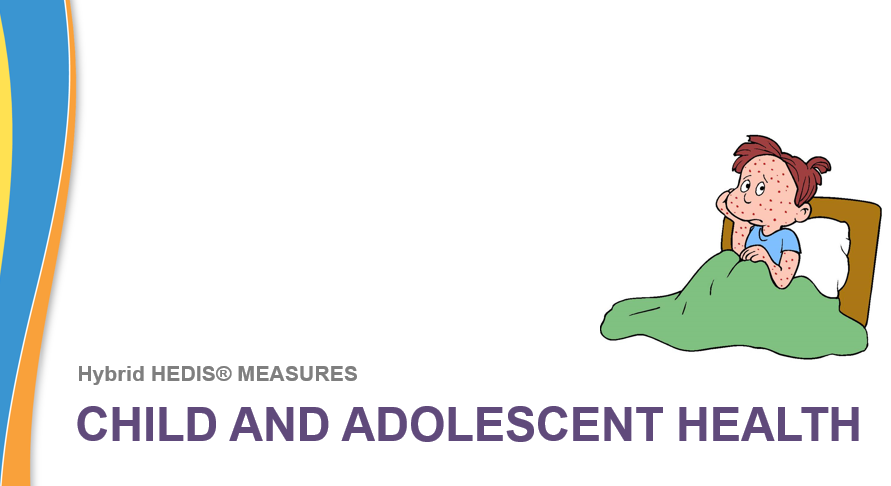 Hybrid HEDIS® MEASURES
CHILD AND ADOLESCENT HEALTH